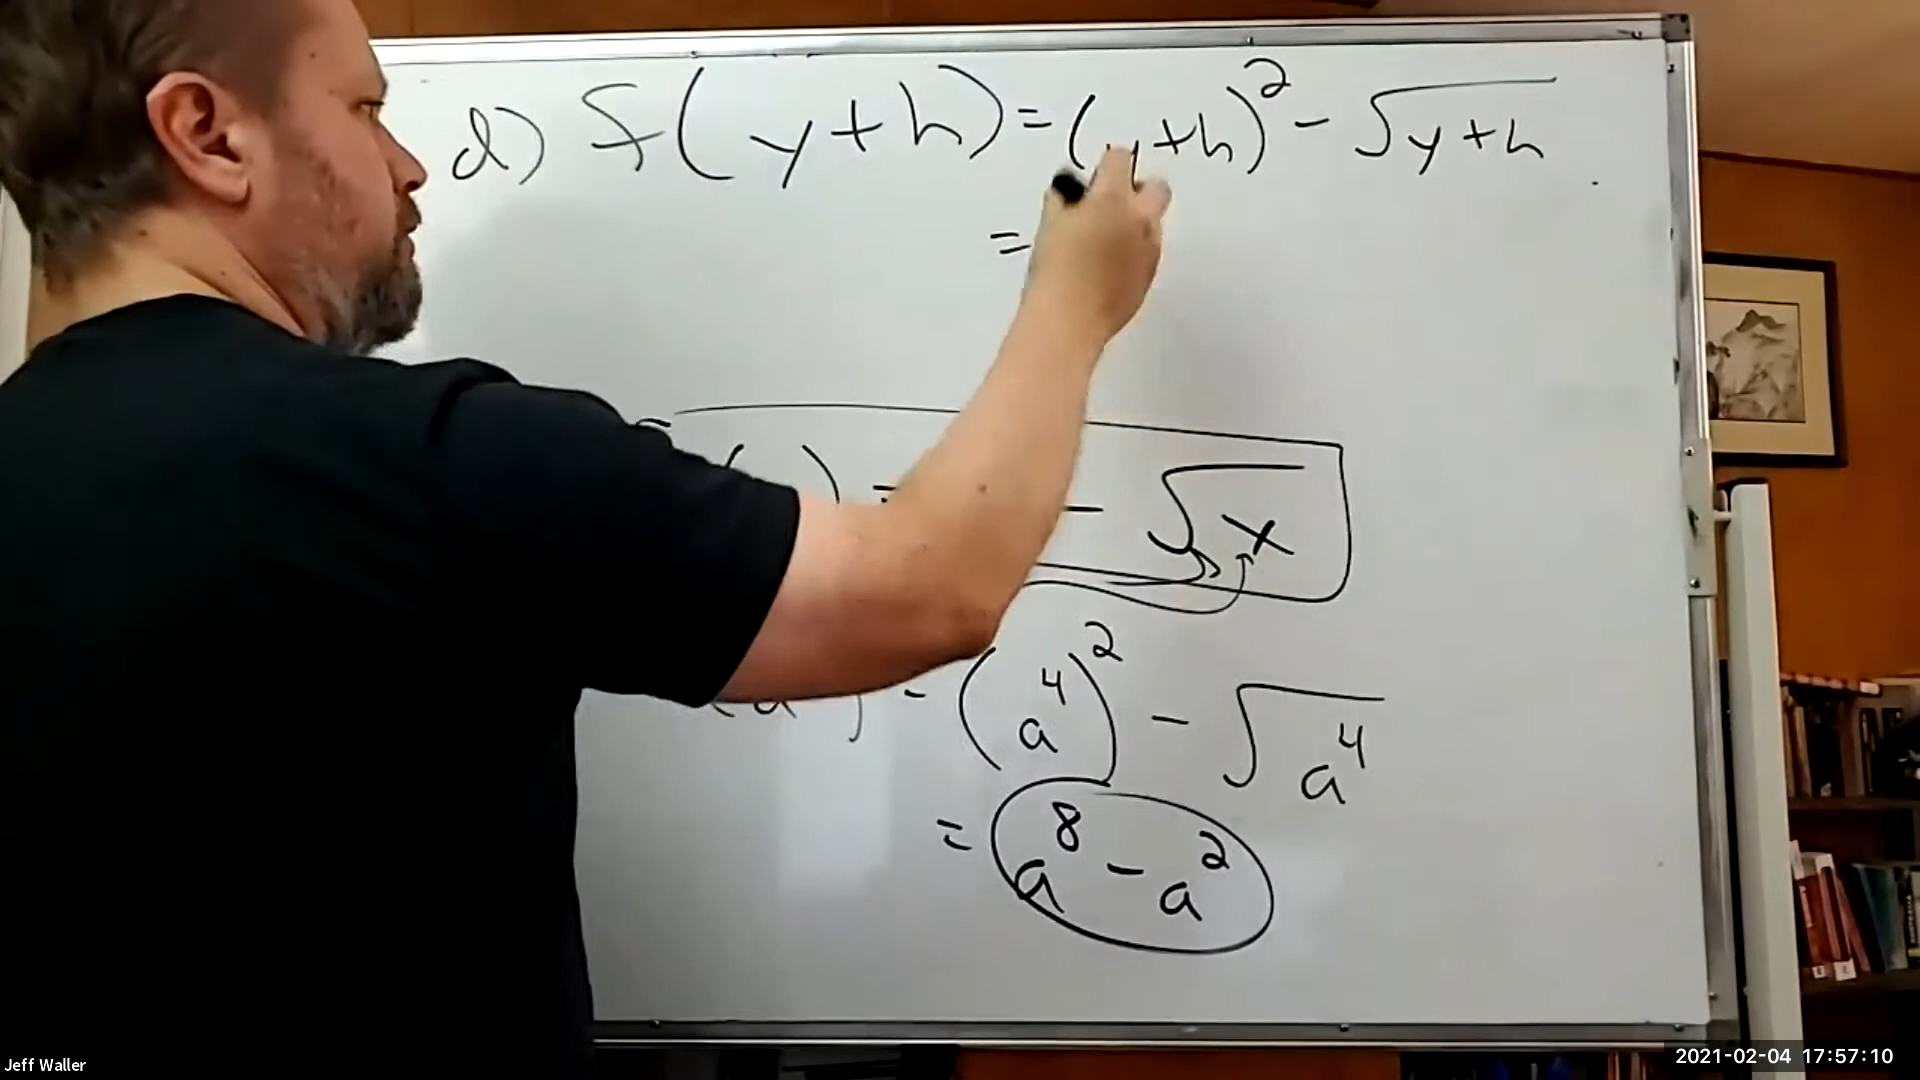 d) f(y+h) = (y+h)² - √y+h
=
( ) = - √x
(a ) = (a⁴)² - √a⁴
= a⁸ - a²
Jeff Waller
2021-02-04 17:57:10